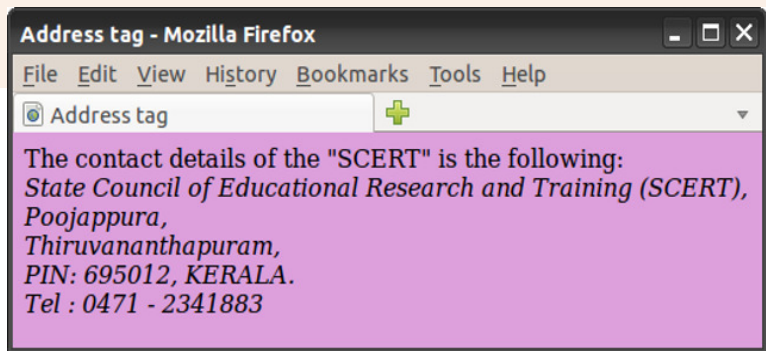 Address tag - Mozilla Firefox
File Edit View History Bookmarks Tools Help
Address tag
The contact details of the "SCERT" is the following:
State Council of Educational Research and Training (SCERT),
Poojappura,
Thiruvananthapuram,
PIN: 695012, KERALA.
Tel : 0471 - 2341883